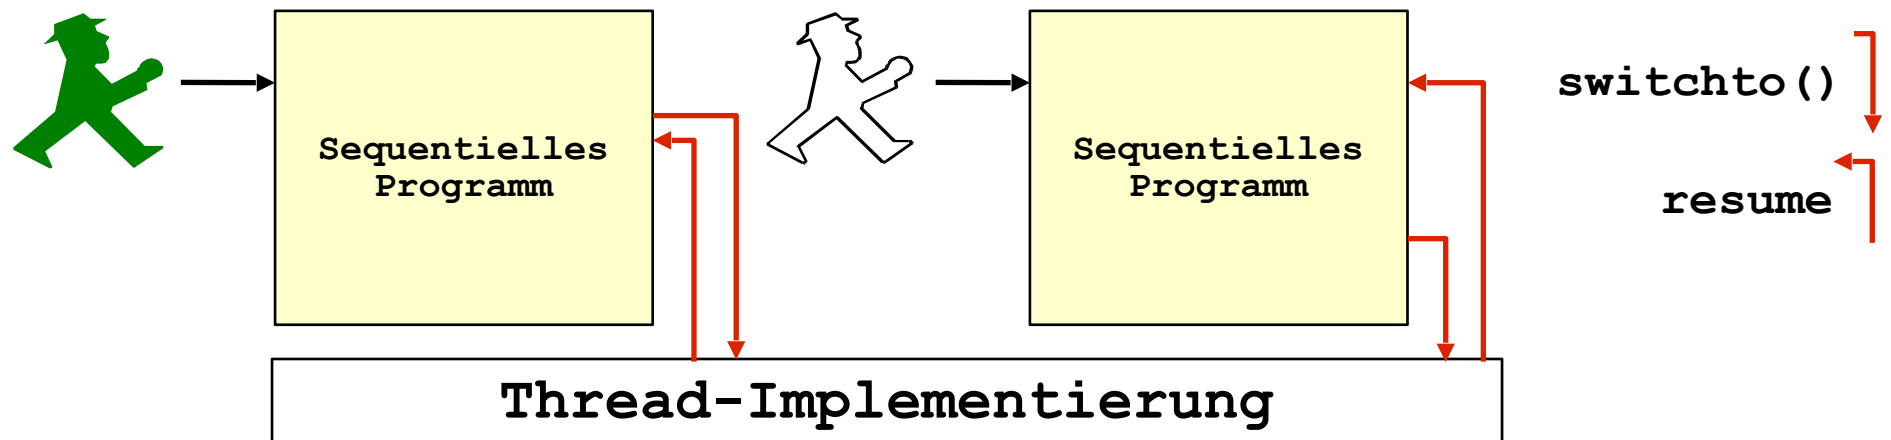 Sequentielles
Programm
Sequentielles
Programm
switchto()
resume
Thread-Implementierung